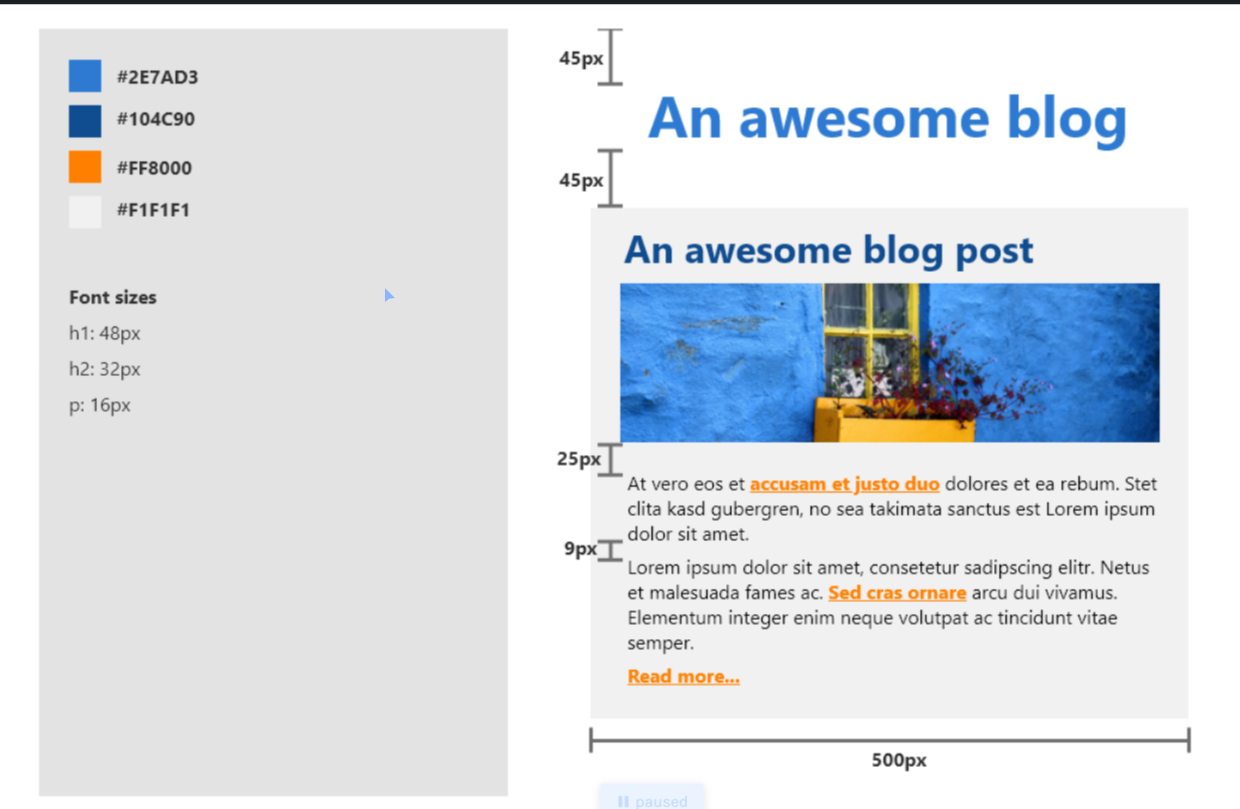 #2E7AD3
#104C90
#FF8000
#F1F1F1
Font sizes
h1: 48px
h2: 32px
p: 16px
45px
An awesome blog
45px
An awesome blog post
25px
At vero eos et accusam et justo duo dolores et ea rebum. Stet
clita kasd gubergren, no sea takimata sanctus est Lorem ipsum
dolor sit amet.
9px
Lorem ipsum dolor sit amet, consetetur sadipscing elitr. Netus
et malesuada fames ac. Sed cras ornare arcu dui vivamus.
Elementum integer enim neque volutpat ac tincidunt vitae
semper.
Read more...
500px
paused